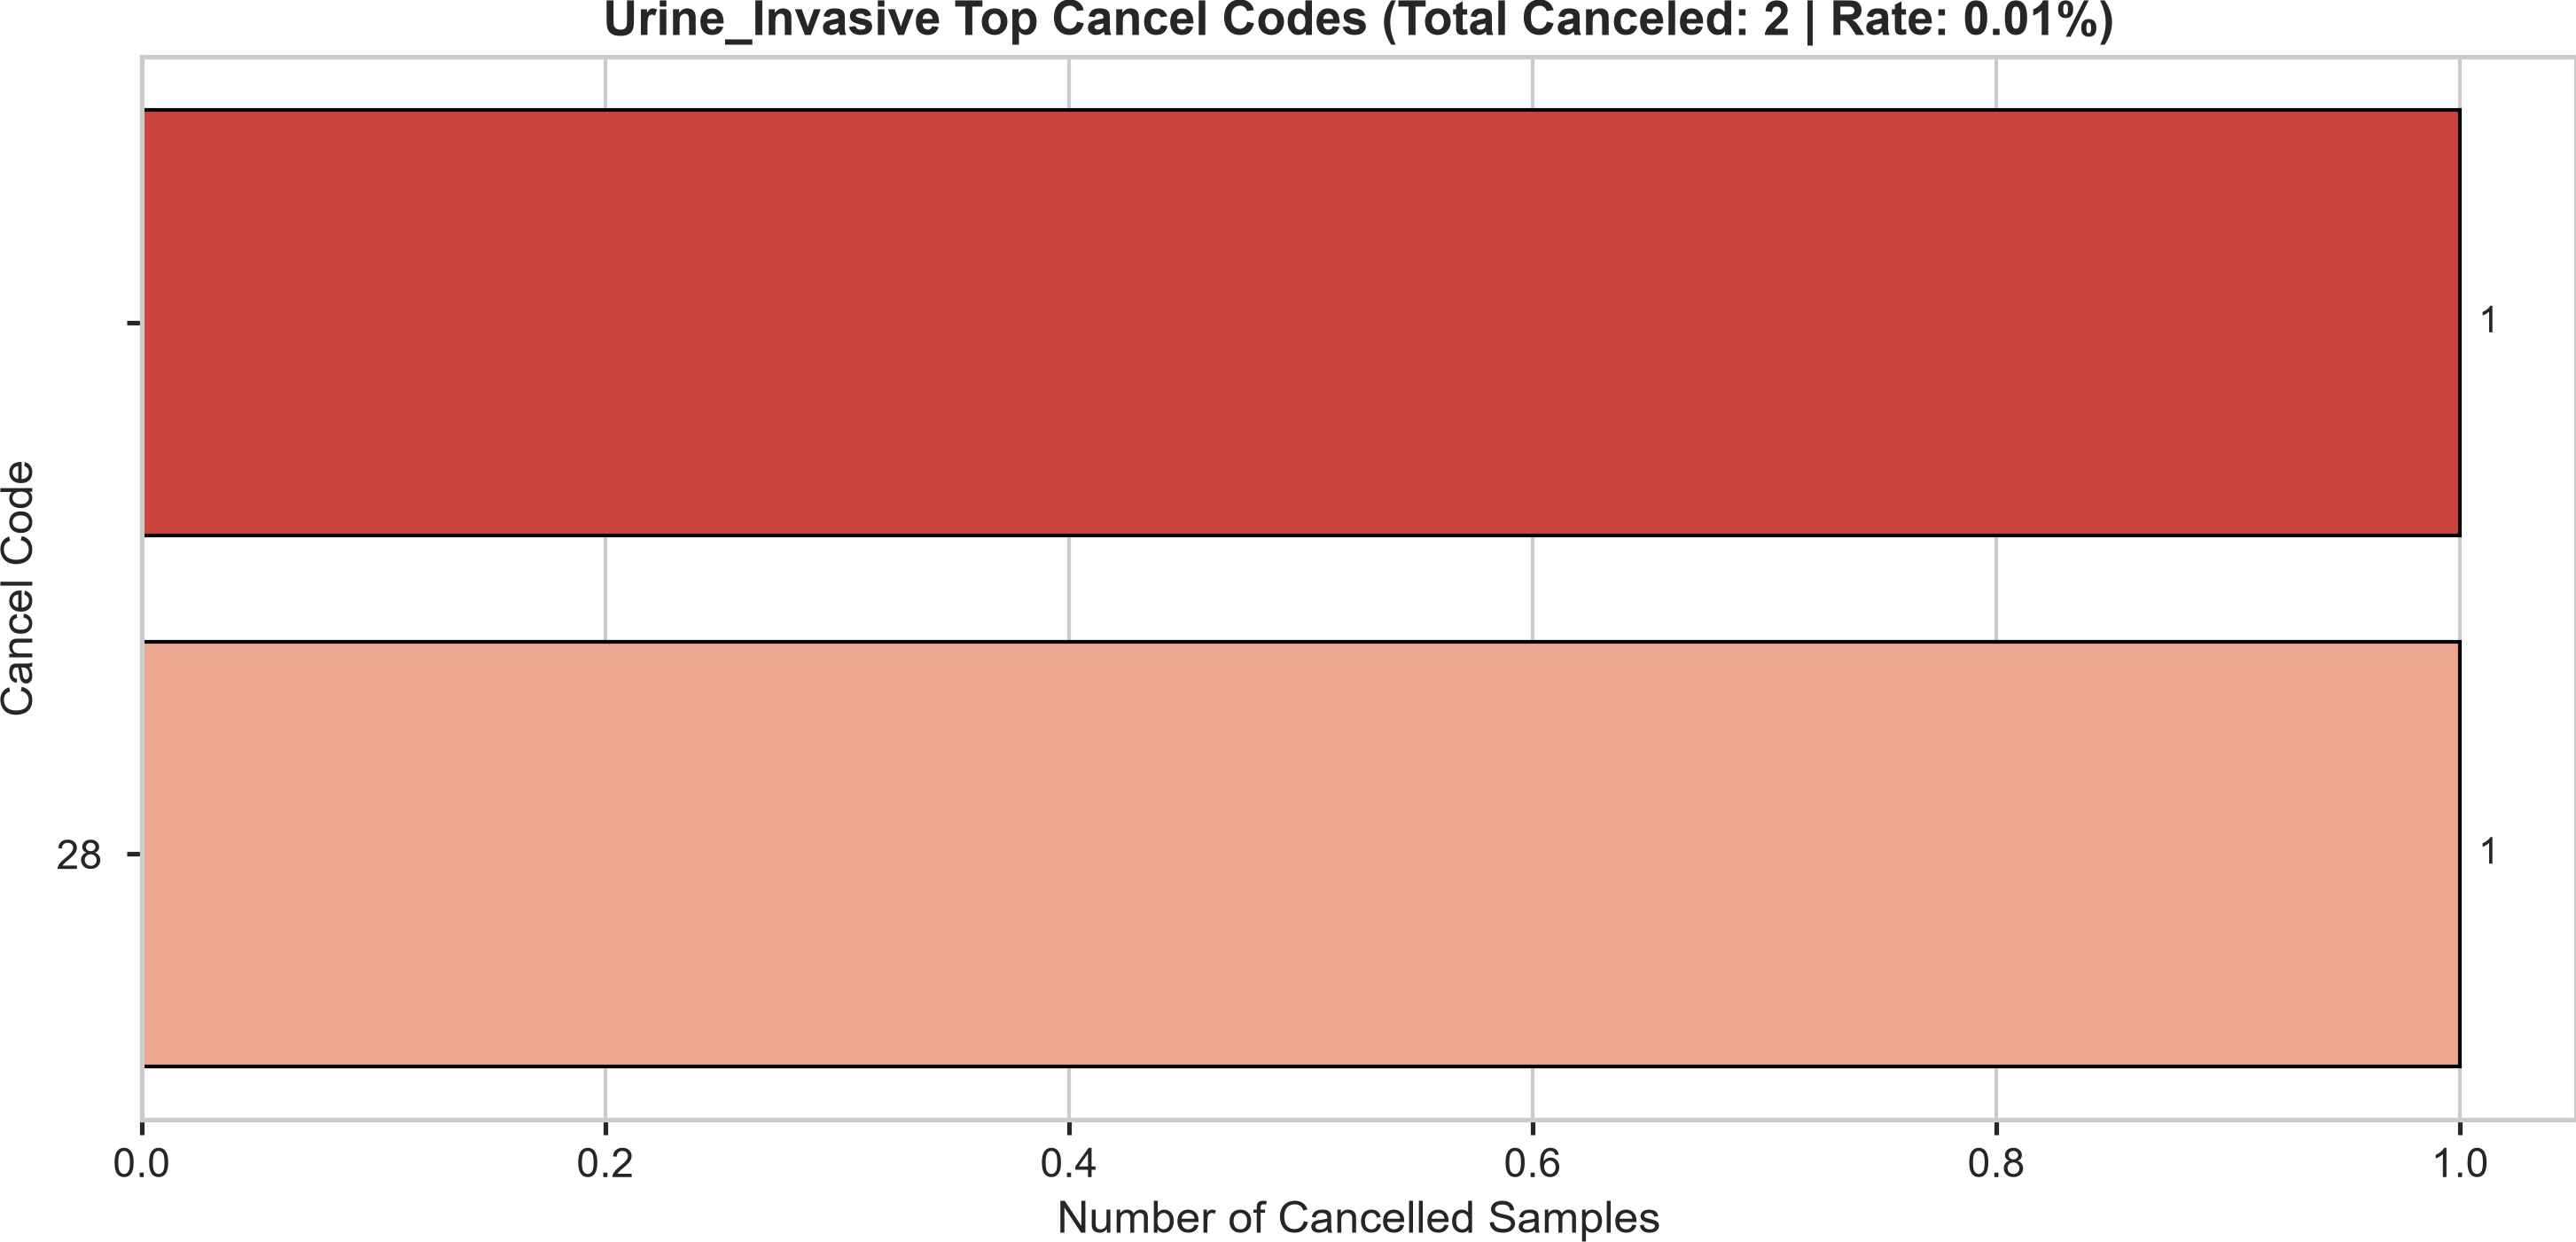 Urine_Invasive Top Cancel Codes (Total Canceled: 2 | Rate: 0.01%)
Cancel Code
1
28
1
0.0 0.2 0.4 0.6 0.8 1.0
Number of Cancelled Samples